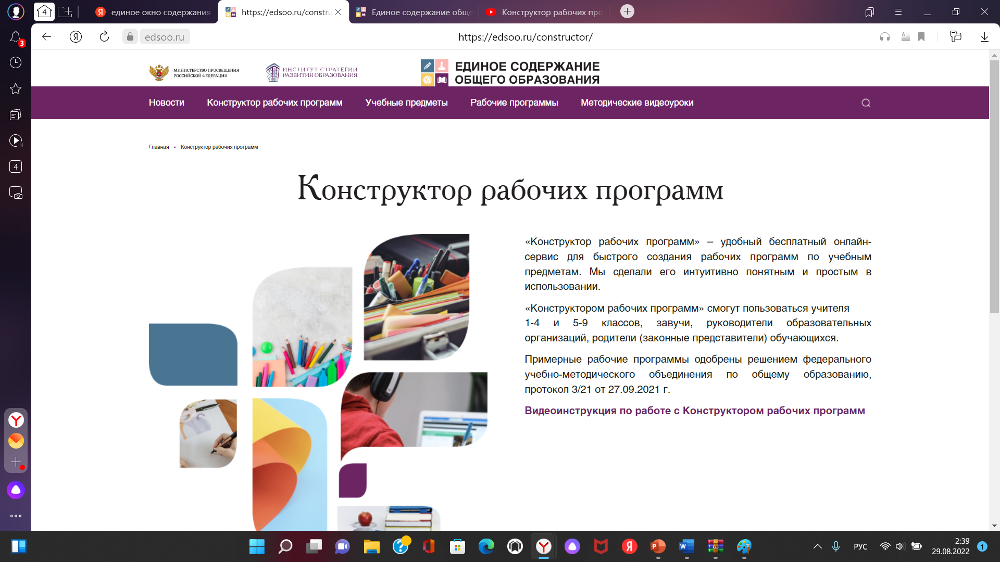 4
единое окно содержания
https://edsoo.ru/constru
Единое содержание обще
Конструктор рабочих про
3
Я
edsoo.ru
https://edsoo.ru/constructor/
МИНИСТЕРСТВО ПРОСВЕЩЕНИЯ
РОССИЙСКОЙ ФЕДЕРАЦИИ
ИНСТИТУТ СТРАТЕГИИ
РАЗВИТИЯ ОБРАЗОВАНИЯ
ЕДИНОЕ СОДЕРЖАНИЕ
ОБЩЕГО ОБРАЗОВАНИЯ
Новости Конструктор рабочих программ Учебные предметы Рабочие программы Методические видеоуроки
Главная • Конструктор рабочих программ
4
Конструктор рабочих программ
«Конструктор рабочих программ» – удобный бесплатный онлайн-
сервис для быстрого создания рабочих программ по учебным
предметам. Мы сделали его интуитивно понятным и простым в
использовании.
«Конструктором рабочих программ» смогут пользоваться учителя
1-4 и 5-9 классов, завучи, руководители образовательных
организаций, родители (законные представители) обучающихся.
Примерные рабочие программы одобрены решением федерального
учебно-методического объединения по общему образованию,
протокол 3/21 от 27.09.2021 г.
Видеоинструкция по работе с Конструктором рабочих программ
РУС
2:39
29.08.2022
1